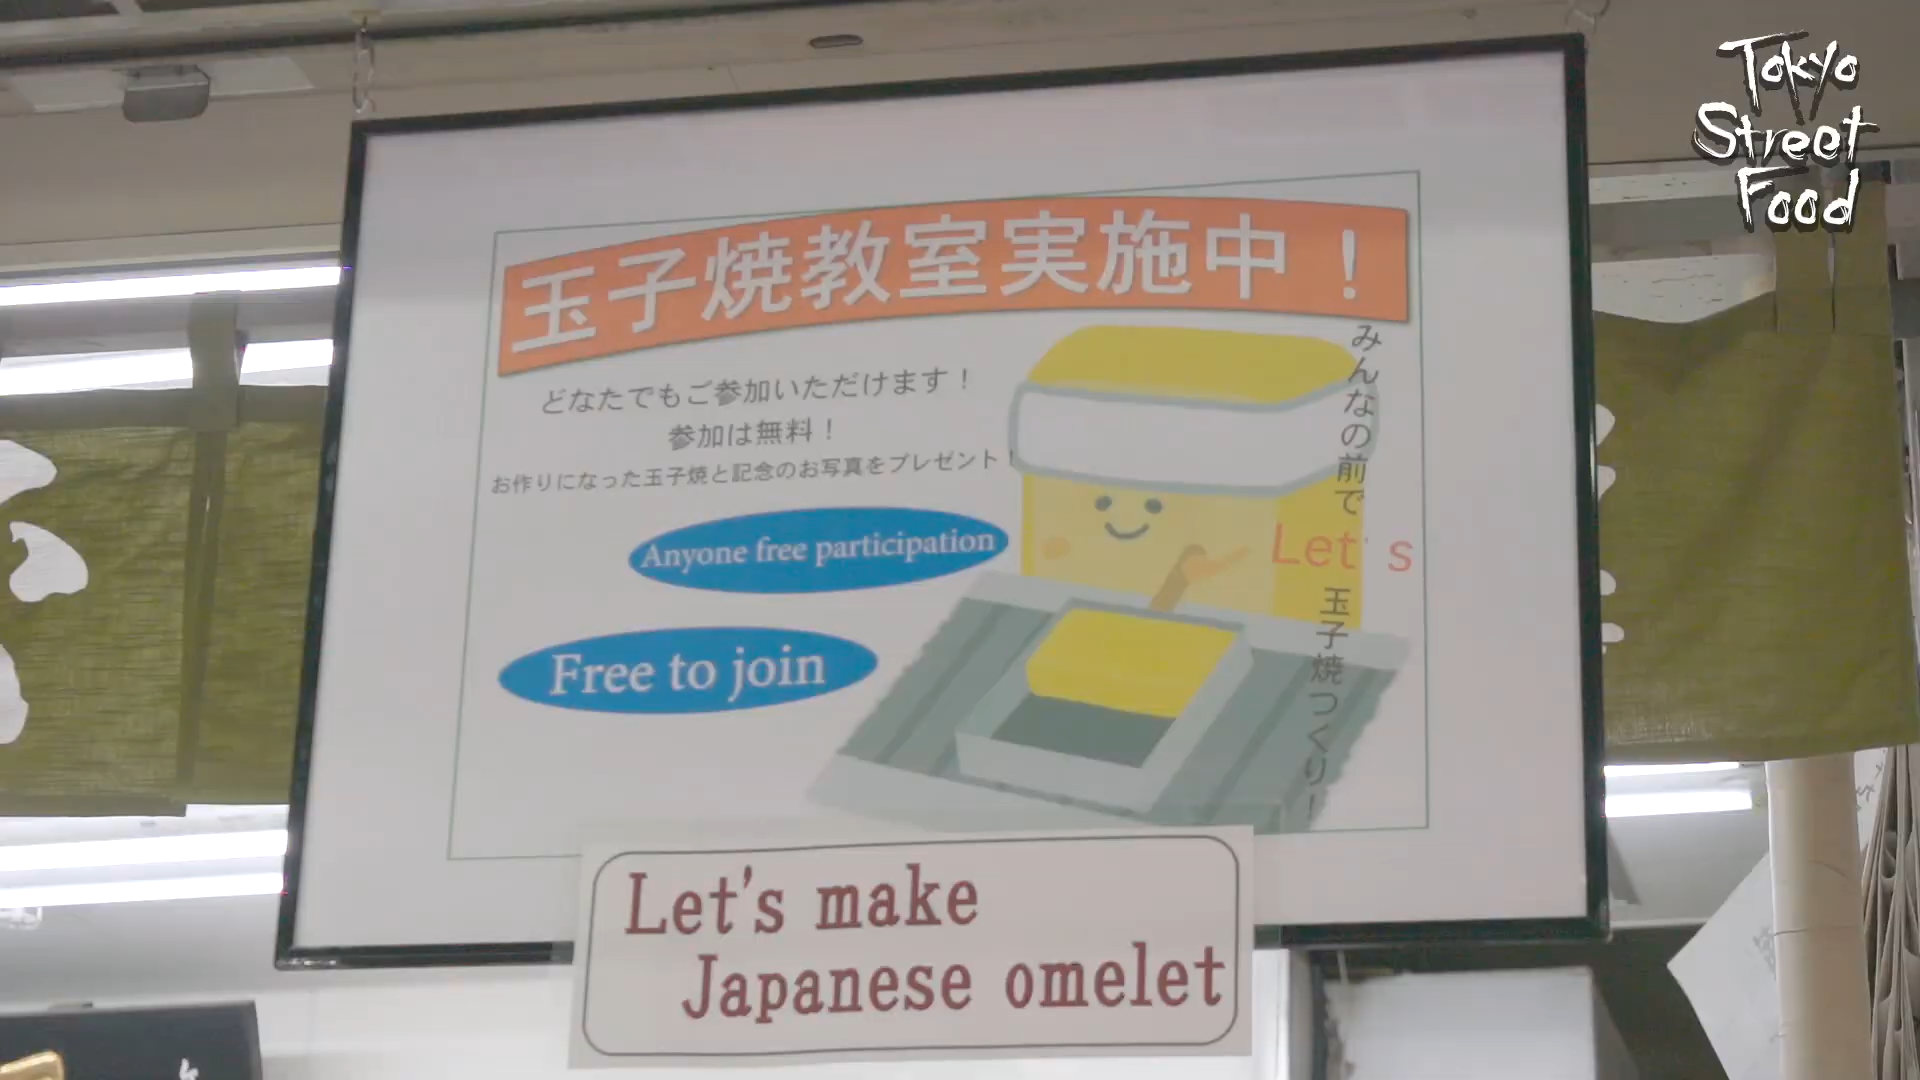 Tokyo
Street
Food
玉子焼教室実施中！
どなたでもご参加いただけます！
参加は無料！
お作りになった玉子焼と記念のお写真をプレゼント！
みんなの前で
Let's
玉子焼つくり！
Anyone free participation
Free to join
Let's make
Japanese omelet